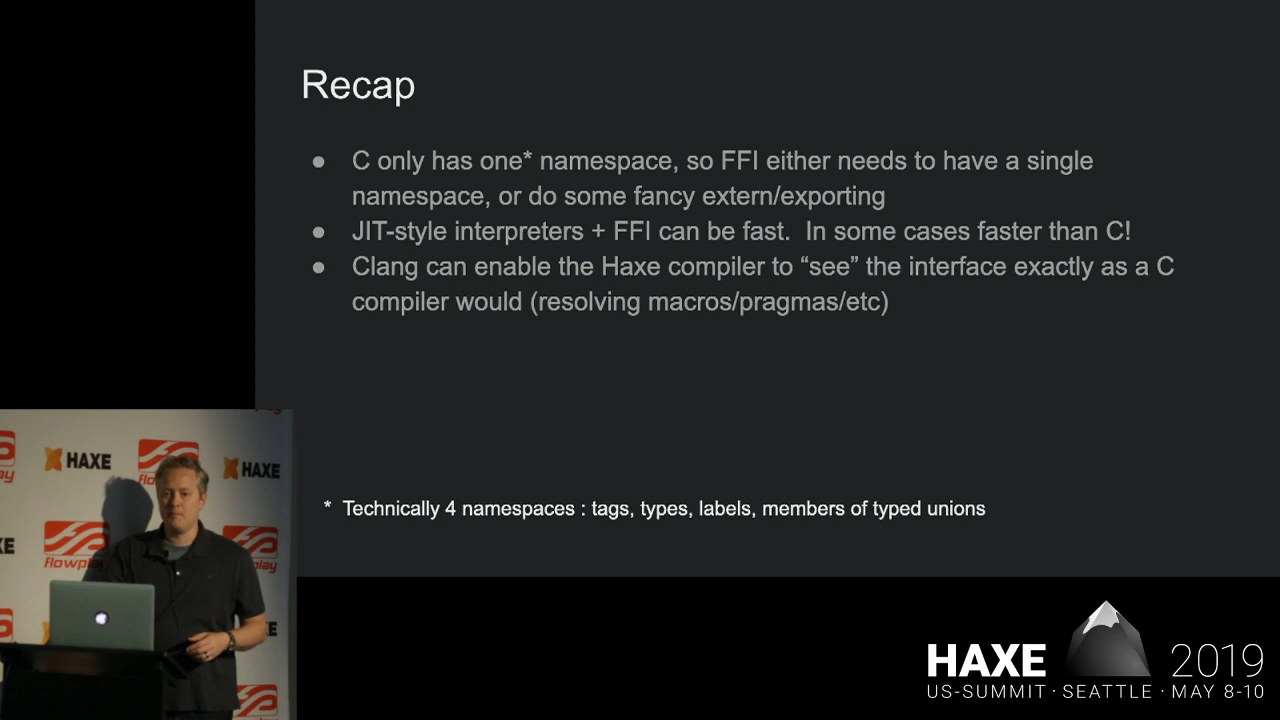 Recap
● C only has one* namespace, so FFI either needs to have a single
namespace, or do some fancy extern/exporting
● JIT-style interpreters + FFI can be fast.  In some cases faster than C!
● Clang can enable the Haxe compiler to “see” the interface exactly as a C
compiler would (resolving macros/pragmas/etc)
* Technically 4 namespaces : tags, types, labels, members of typed unions
HAXE
HAXE
flowplay
HAXE 2019
US-SUMMIT · SEATTLE · MAY 8-10